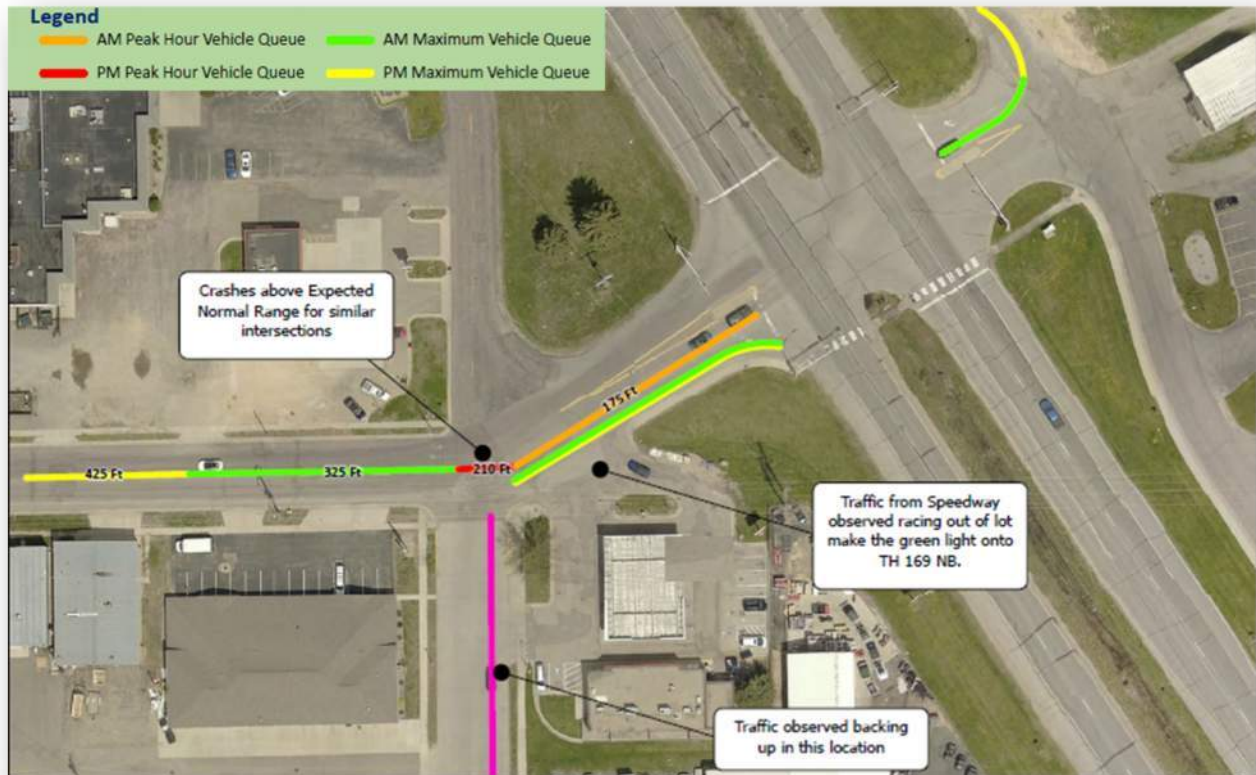 Legend
AM Peak Hour Vehicle Queue
AM Maximum Vehicle Queue
PM Peak Hour Vehicle Queue
PM Maximum Vehicle Queue
Crashes above Expected
Normal Range for similar
intersections
175 Ft
425 Ft
325 Ft
210 Ft
Traffic from Speedway
observed racing out of lot
make the green light onto
TH 169 NB.
Traffic observed backing
up in this location